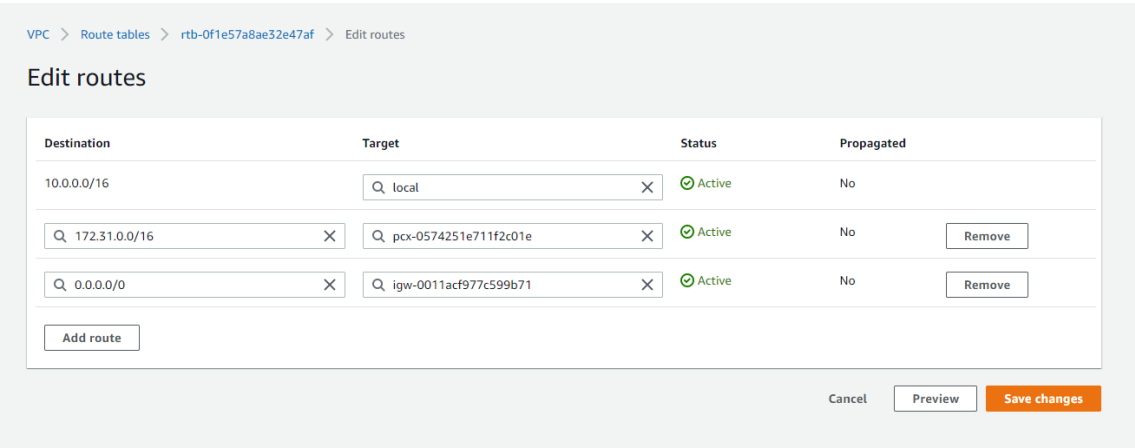 VPC > Route tables > rtb-0f1e57a8ae32e47af > Edit routes
Edit routes
Destination Target Status Propagated
10.0.0.0/16 local Active No
172.31.0.0/16 pcx-0574251e711f2c01e Active No Remove
0.0.0.0/0 igw-0011acf977c599b71 Active No Remove
Add route
Cancel Preview Save changes